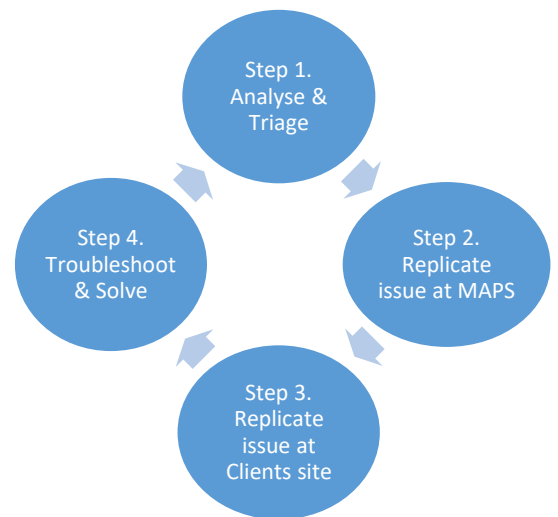 Step 1.
Analyse &
Triage
Step 2.
Replicate
issue at MAPS
Step 3.
Replicate
issue at
Clients site
Step 4.
Troubleshoot
& Solve